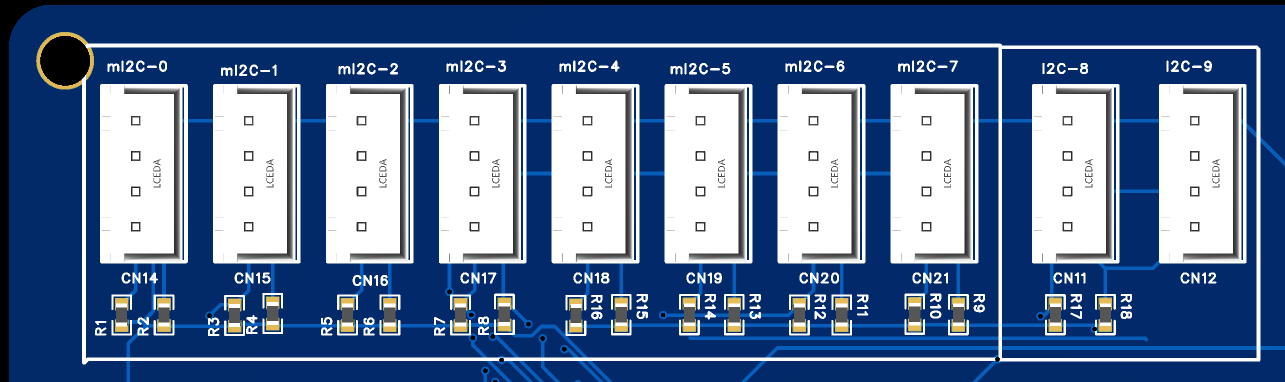 mI2C-0 mI2C-1 mI2C-2 mI2C-3 mI2C-4 mI2C-5 mI2C-6 mI2C-7 I2C-8 I2C-9
LCEDA LCEDA LCEDA LCEDA LCEDA LCEDA LCEDA LCEDA LCEDA LCEDA
CN14 CN15 CN16 CN17 CN18 CN19 CN20 CN21 CN11 CN12
R1 R2 R3 R4 R5 R6 R7 R8 R16 R15 R14 R13 R12 R11 R10 R9 R17 R18